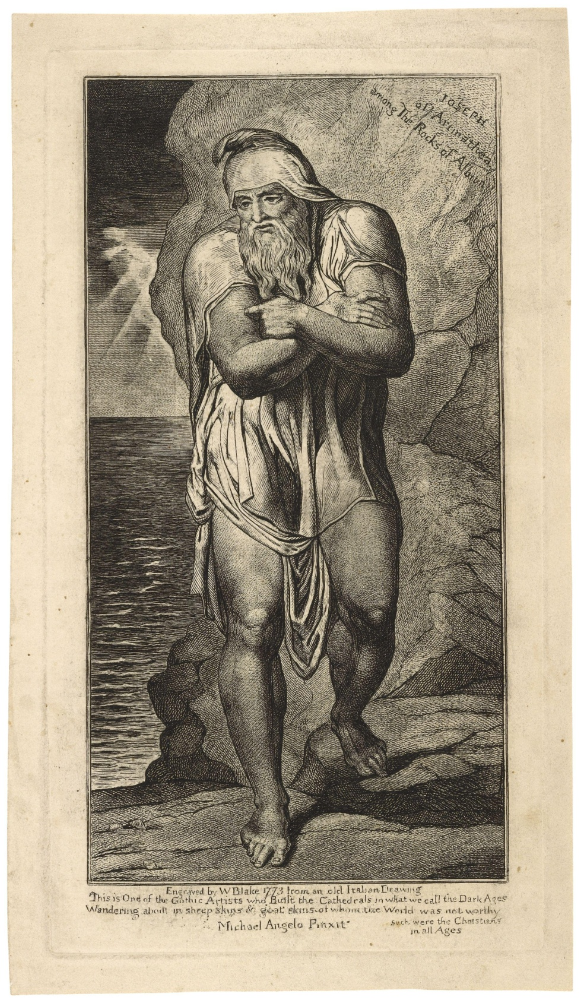 JOSEPH
of Arimathea
among The Rocks of Albion
Engraved by W Blake 1773 from an old Italian Drawing
This is One of the Gothic Artists who Built the Cathedrals in what we call the Dark Ages
Wandering about in sheep skins & goat skins of whom the World was not worthy
such were the Christians
in all Ages
Michael Angelo Pinxit